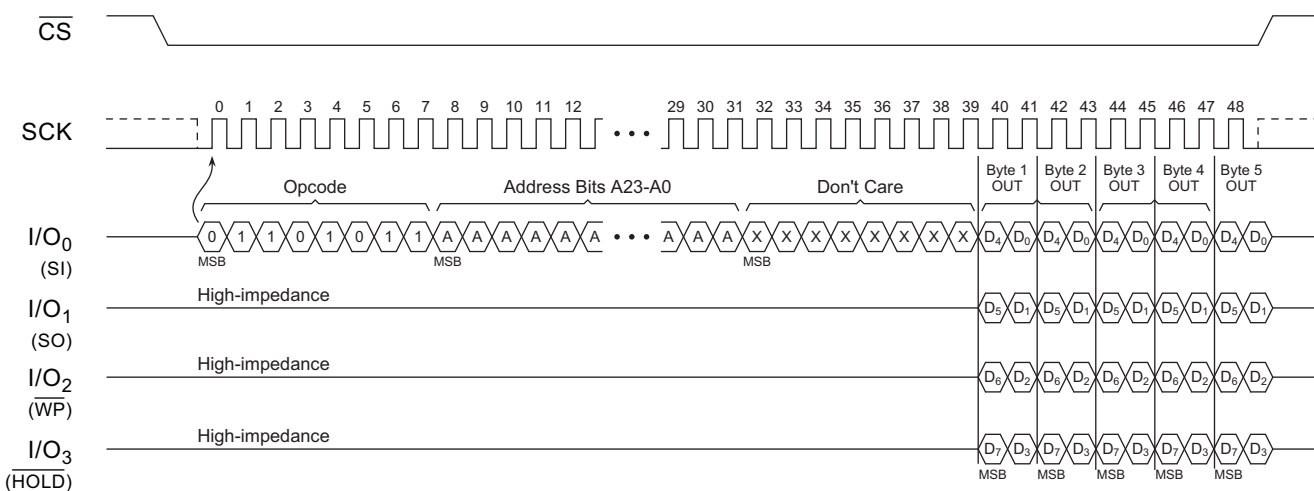 CS
0 1 2 3 4 5 6 7 8 9 10 11 12 29 30 31 32 33 34 35 36 37 38 39 40 41 42 43 44 45 46 47 48
SCK
Byte 1 OUT Byte 2 OUT Byte 3 OUT Byte 4 OUT Byte 5 OUT
Opcode Address Bits A23-A0 Don't Care
I/O0 0 1 1 0 1 0 1 1 A A A A A A • • • A A A X X X X X X X X D4 D0 D4 D0 D4 D0 D4 D0 D4 D0
(SI) MSB MSB MSB
High-impedance
I/O1 D5 D1 D5 D1 D5 D1 D5 D1 D5 D1
(SO)
High-impedance
I/O2 D6 D2 D6 D2 D6 D2 D6 D2 D6 D2
(WP)
High-impedance
I/O3 D7 D3 D7 D3 D7 D3 D7 D3 D7 D3
(HOLD) MSB MSB MSB MSB MSB